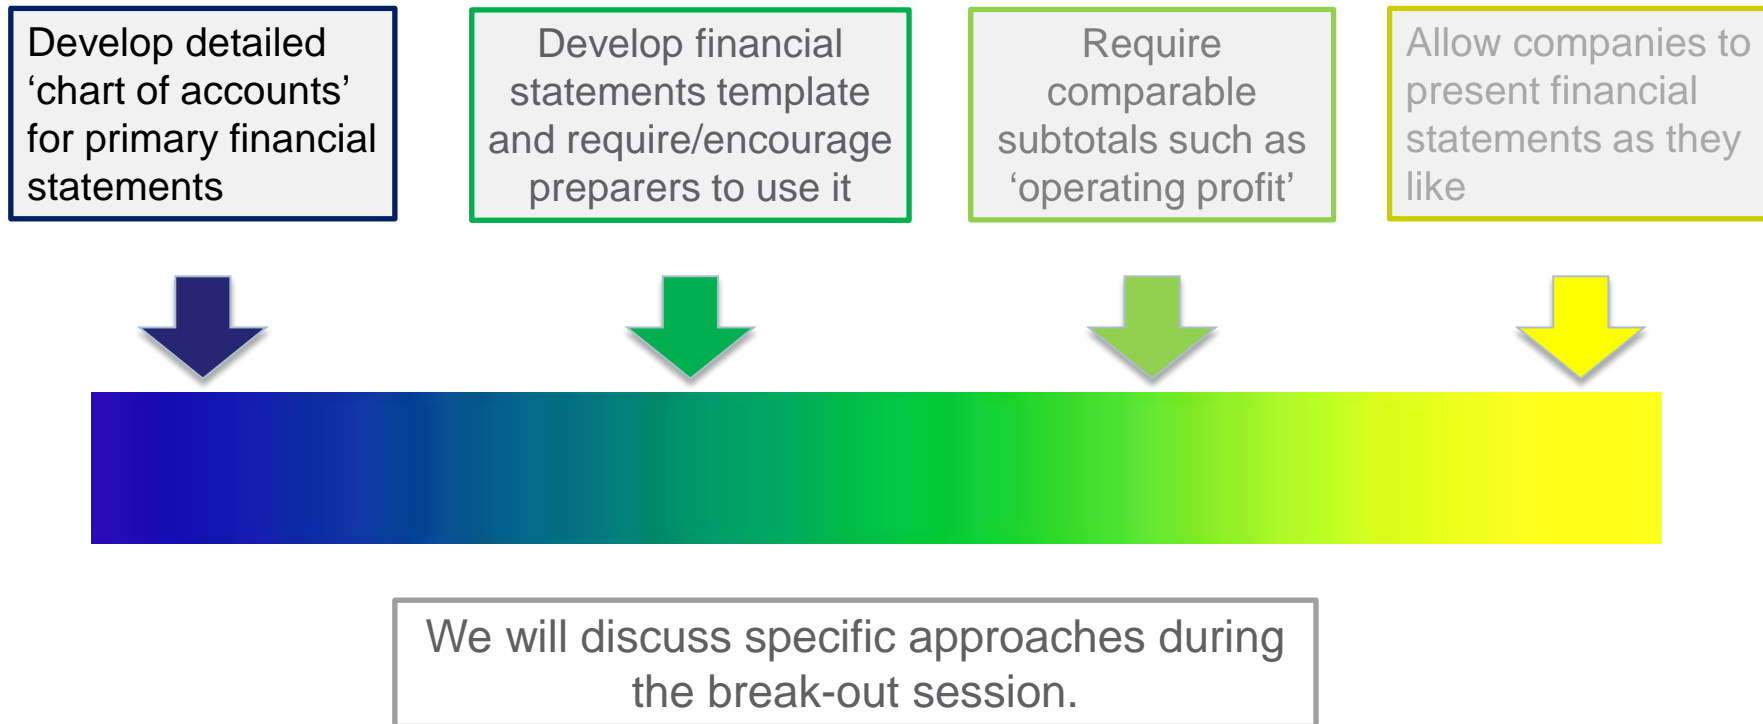 Develop detailed
‘chart of accounts’
for primary financial
statements
Develop financial
statements template
and require/encourage
preparers to use it
Require
comparable
subtotals such as
‘operating profit’
Allow companies to
present financial
statements as they
like
We will discuss specific approaches during
the break-out session.